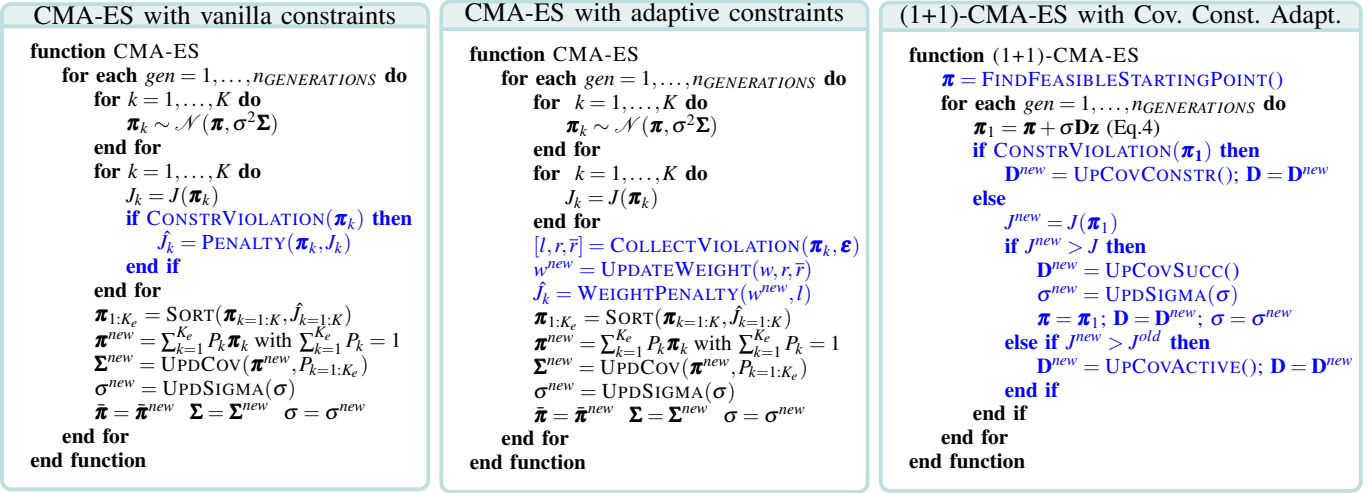 CMA-ES with vanilla constraints
function CMA-ES
for each gen = 1,...,n_GENERATIONS do
for k = 1,...,K do
π_k ∼ 𝒩(π, σ²Σ)
end for
for k = 1,...,K do
J_k = J(π_k)
if CONSTRVIOLATION(π_k) then
Ĵ_k = PENALTY(π_k, J_k)
end if
end for
π_{1:K_e} = SORT(π_{k=1:K}, Ĵ_{k=1:K})
π^{new} = ∑_{k=1}^{K_e} P_k π_k with ∑_{k=1}^{K_e} P_k = 1
Σ^{new} = UPDCOV(π^{new}, P_{k=1:K_e})
σ^{new} = UPDSIGMA(σ)
π̄ = π̄^{new} Σ = Σ^{new} σ = σ^{new}
end for
end function
CMA-ES with adaptive constraints
function CMA-ES
for each gen = 1,...,n_GENERATIONS do
for k = 1,...,K do
π_k ∼ 𝒩(π, σ²Σ)
end for
for k = 1,...,K do
J_k = J(π_k)
end for
[l, r, r̄] = COLLECTVIOLATION(π_k, ε)
w^{new} = UPDATEWEIGHT(w, r, r̄)
Ĵ_k = WEIGHTPENALTY(w^{new}, l)
π_{1:K_e} = SORT(π_{k=1:K}, Ĵ_{k=1:K})
π^{new} = ∑_{k=1}^{K_e} P_k π_k with ∑_{k=1}^{K_e} P_k = 1
Σ^{new} = UPDCOV(π^{new}, P_{k=1:K_e})
σ^{new} = UPDSIGMA(σ)
π̄ = π̄^{new} Σ = Σ^{new} σ = σ^{new}
end for
end function
(1+1)-CMA-ES with Cov. Const. Adapt.
function (1+1)-CMA-ES
π = FINDFEASIBLESTARTINGPOINT()
for each gen = 1,...,n_GENERATIONS do
π_1 = π + σDz (Eq.4)
if CONSTRVIOLATION(π_1) then
D^{new} = UPCOVCONSTR(); D = D^{new}
else
J^{new} = J(π_1)
if J^{new} > J then
D^{new} = UPCOVSUCC()
σ^{new} = UPDSIGMA(σ)
π = π_1; D = D^{new}; σ = σ^{new}
else if J^{new} > J^{old} then
D^{new} = UPCOVACTIVE(); D = D^{new}
end if
end if
end for
end function